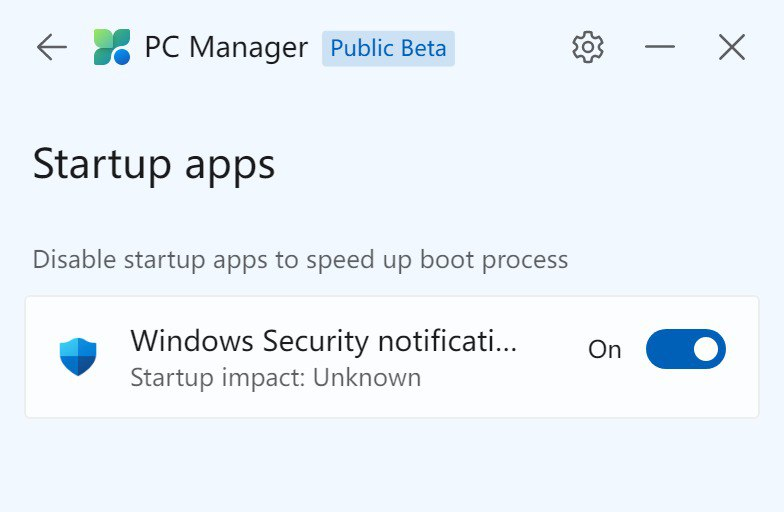 PC Manager Public Beta
Startup apps
Disable startup apps to speed up boot process
Windows Security notificati...
On
Startup impact: Unknown